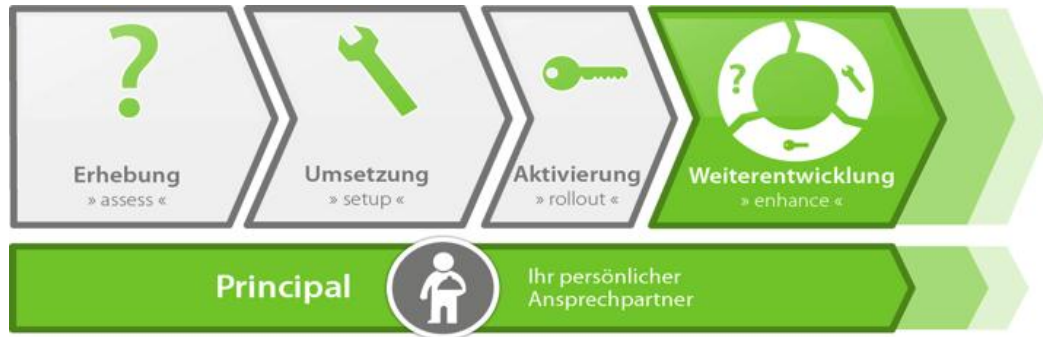 ?
Erhebung
» assess «
Umsetzung
» setup «
Aktivierung
» rollout «
?
Weiterentwicklung
» enhance «
Principal
Ihr persönlicher
Ansprechpartner